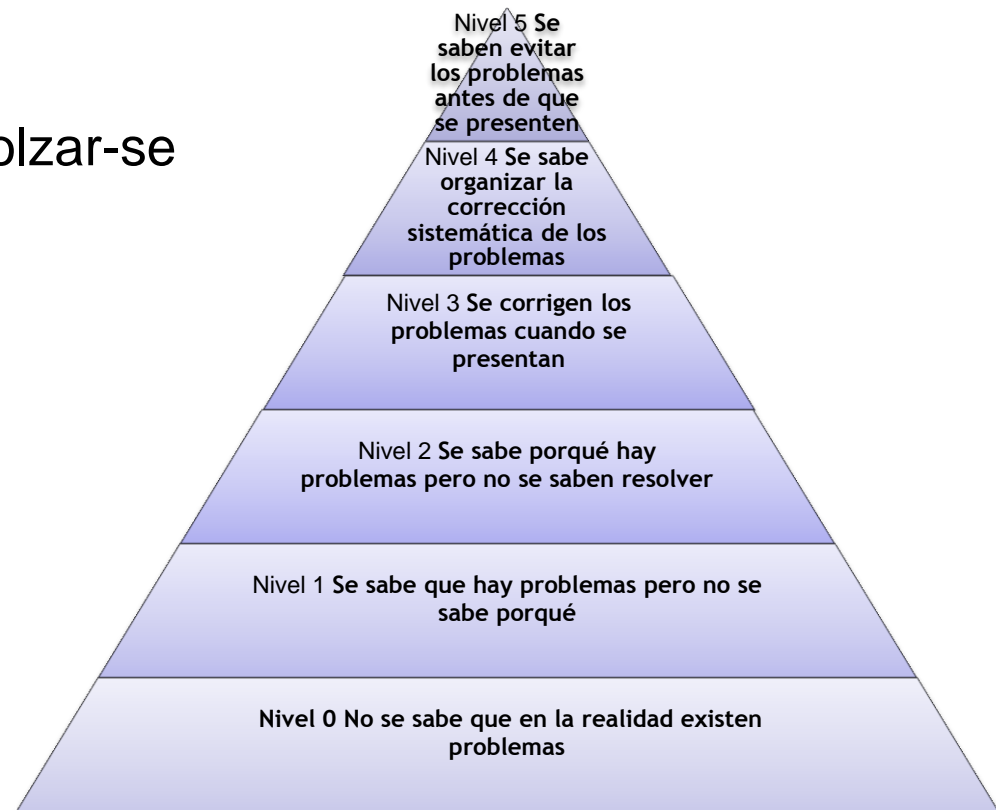 Nivel 5 Se
saben evitar
los problemas
antes de que
se presenten
olzar-se
Nivel 4 Se sabe
organizar la
corrección
sistemática de los
problemas
Nivel 3 Se corrigen los
problemas cuando se
presentan
Nivel 2 Se sabe porqué hay
problemas pero no se saben resolver
Nivel 1 Se sabe que hay problemas pero no se
sabe porqué
Nivel 0 No se sabe que en la realidad existen
problemas